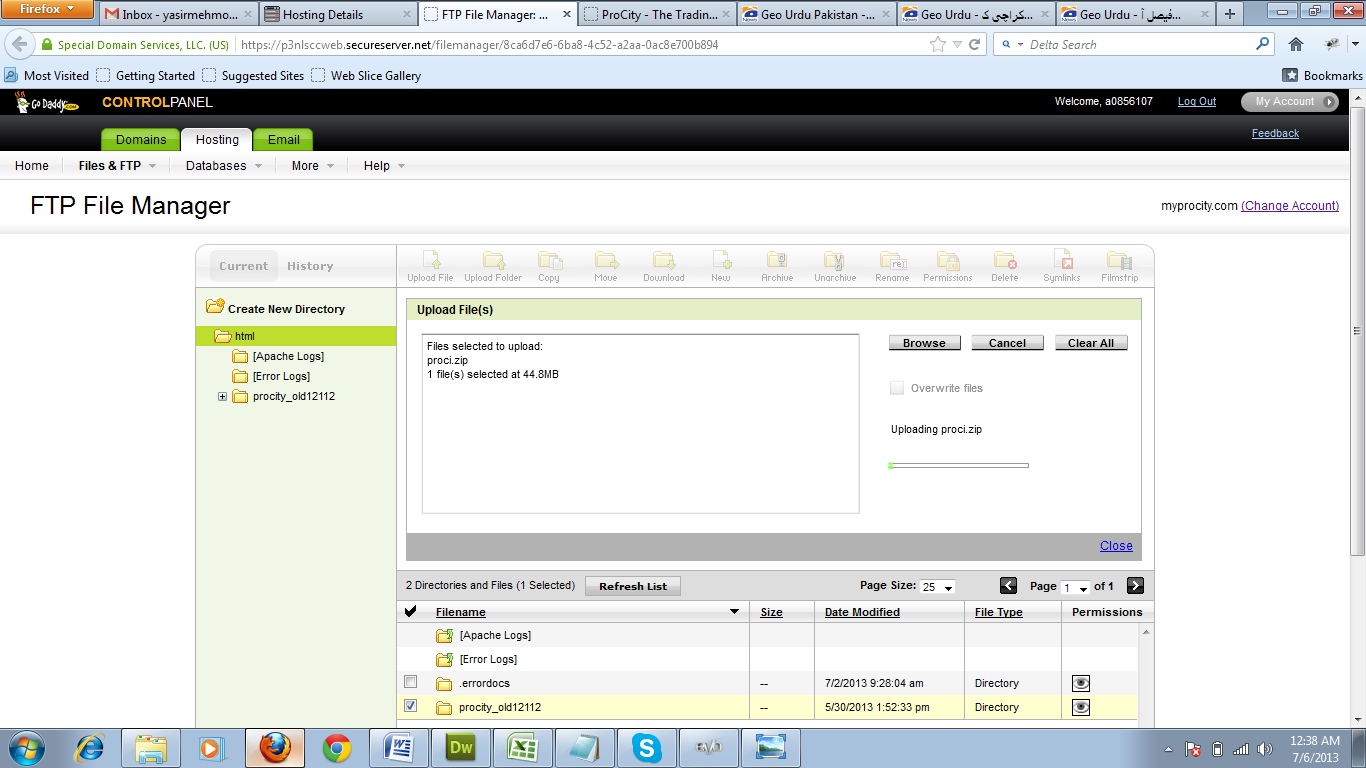 Firefox
Inbox - yasirmehmo...
Hosting Details
FTP File Manager: ...
ProCity - The Tradin...
Geo Urdu Pakistan -...
Geo Urdu - کراچی ک...
Geo Urdu - فیصل آ...
Special Domain Services, LLC. (US)
https://p3nlsccweb.secureserver.net/filemanager/8ca6d7e6-6ba8-4c52-a2aa-0ac8e700b894
Delta Search
Most Visited Getting Started Suggested Sites Web Slice Gallery
Bookmarks
Go Daddy.com
CONTROLPANEL
Welcome, a0856107
Log Out
My Account
Domains Hosting Email
Feedback
Home Files & FTP Databases More Help
FTP File Manager
myprocity.com (Change Account)
Current History
Upload File Upload Folder Copy Move Download New Archive Unarchive Rename Permissions Delete Symlinks Filmstrip
Create New Directory
html
[Apache Logs]
[Error Logs]
procity_old12112
Upload File(s)
Files selected to upload:
proci.zip
1 file(s) selected at 44.8MB
Browse Cancel Clear All
Overwrite files
Uploading proci.zip
Close
2 Directories and Files (1 Selected)
Refresh List
Page Size: 25
Page 1 of 1
Filename Size Date Modified File Type Permissions
[Apache Logs]
[Error Logs]
.errordocs -- 7/2/2013 9:28:04 am Directory
procity_old12112 -- 5/30/2013 1:52:33 pm Directory
12:38 AM
7/6/2013